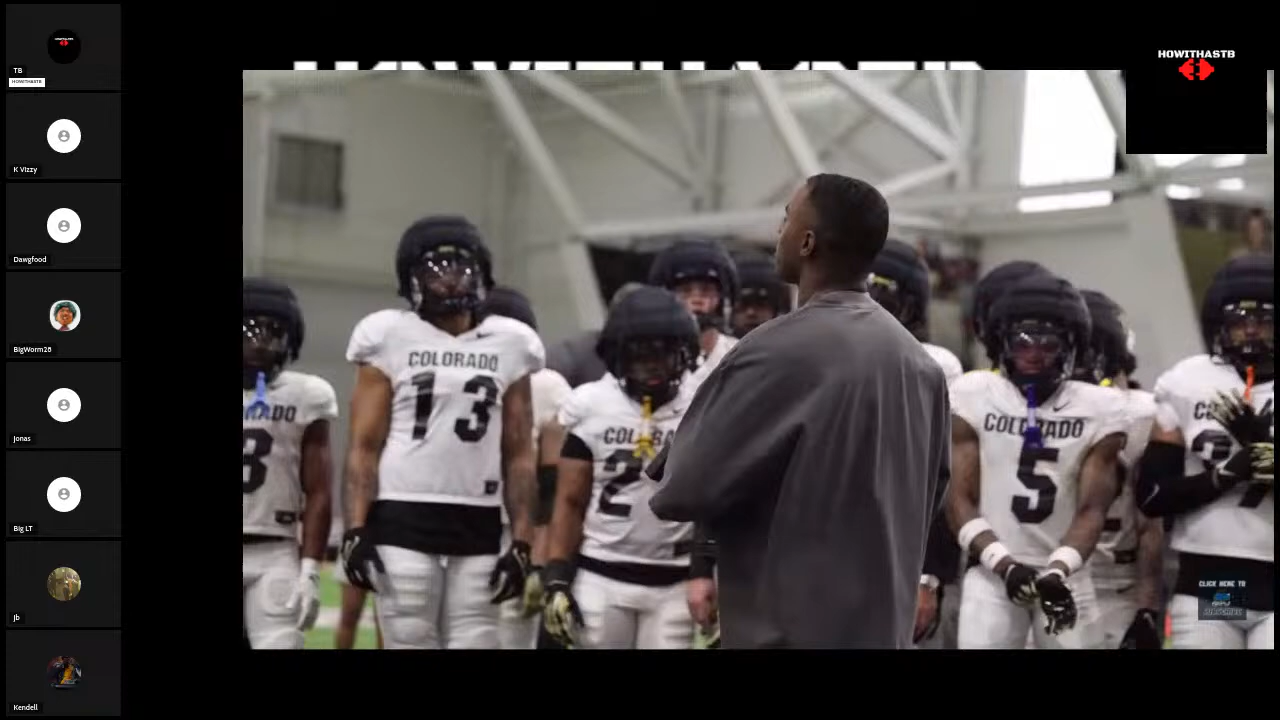 TB
HOWITHASTB
K Vizzy
Dawgfood
BigWorm28
Jonas
Big LT
Jb
Kendell
HOWITHASTB
COLORADO
13
COLORADO
5
CLICK HERE TO